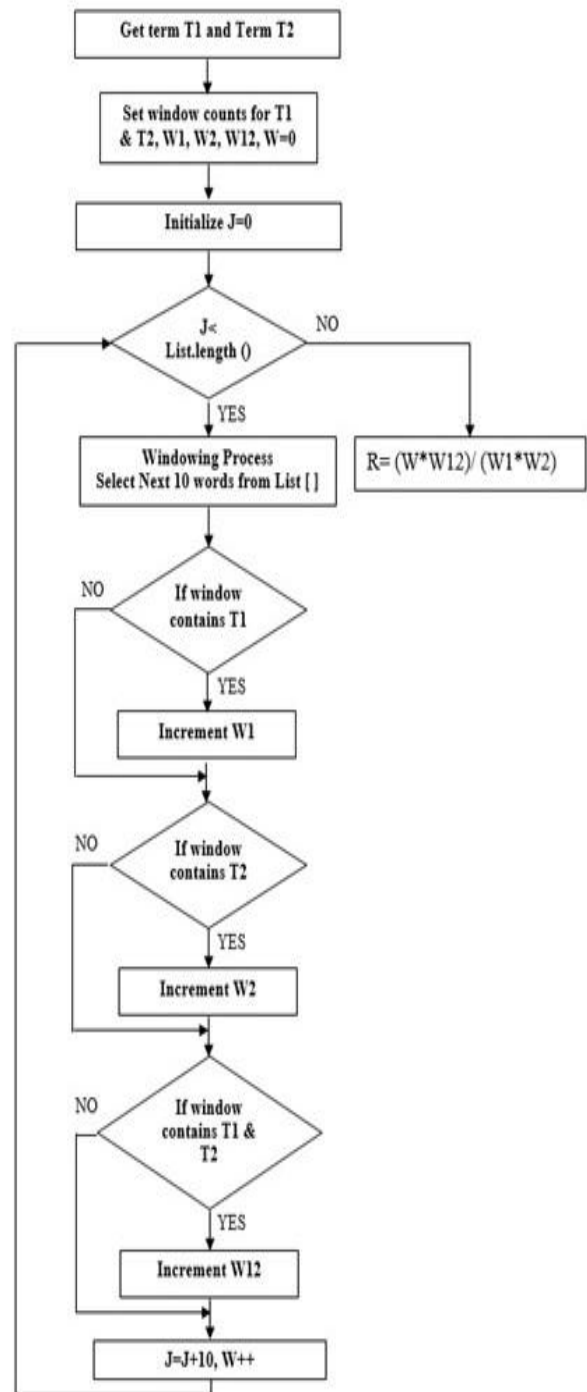 Get term T1 and Term T2
Set window counts for T1
& T2, W1, W2, W12, W=0
Initialize J=0
J<
List.length ()
NO
YES
R= (W*W12)/ (W1*W2)
Windowing Process
Select Next 10 words from List [ ]
NO
If window
contains T1
YES
Increment W1
NO
If window
contains T2
YES
Increment W2
NO
If window
contains T1 &
T2
YES
Increment W12
J=J+10, W++